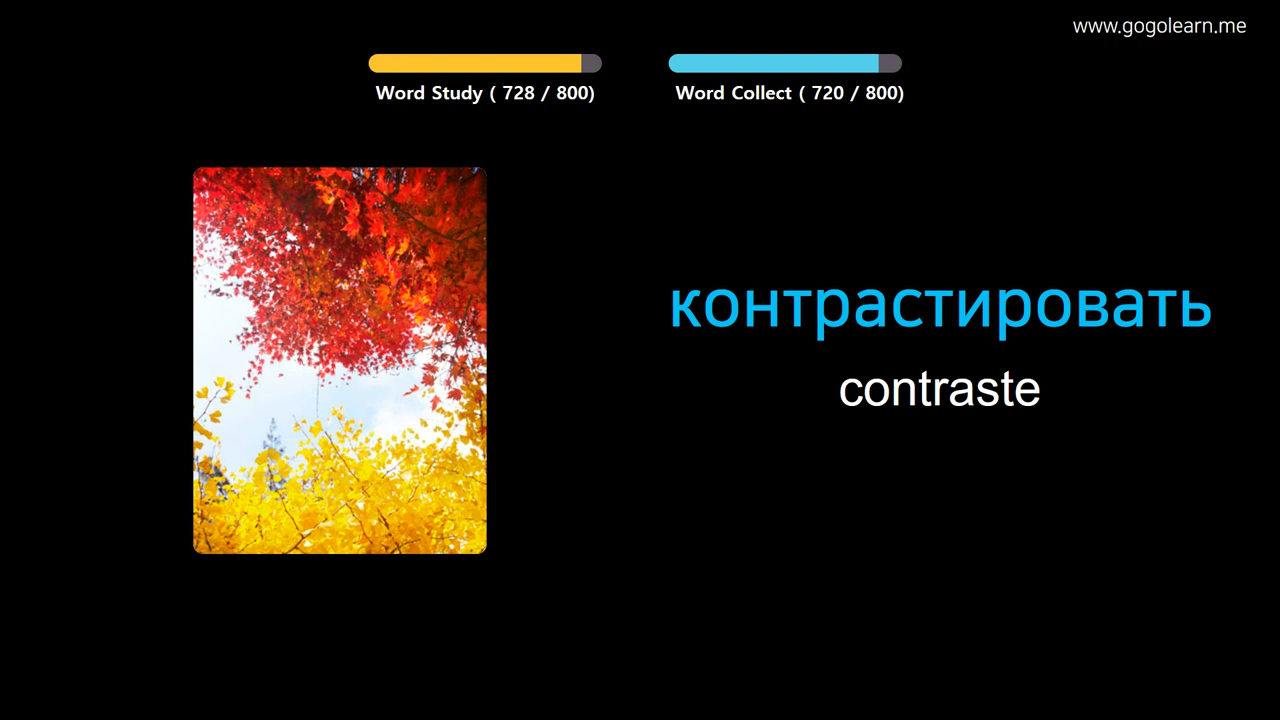 www.gogolearn.me
Word Study ( 728 / 800)
Word Collect ( 720 / 800)
контрастировать
contraste